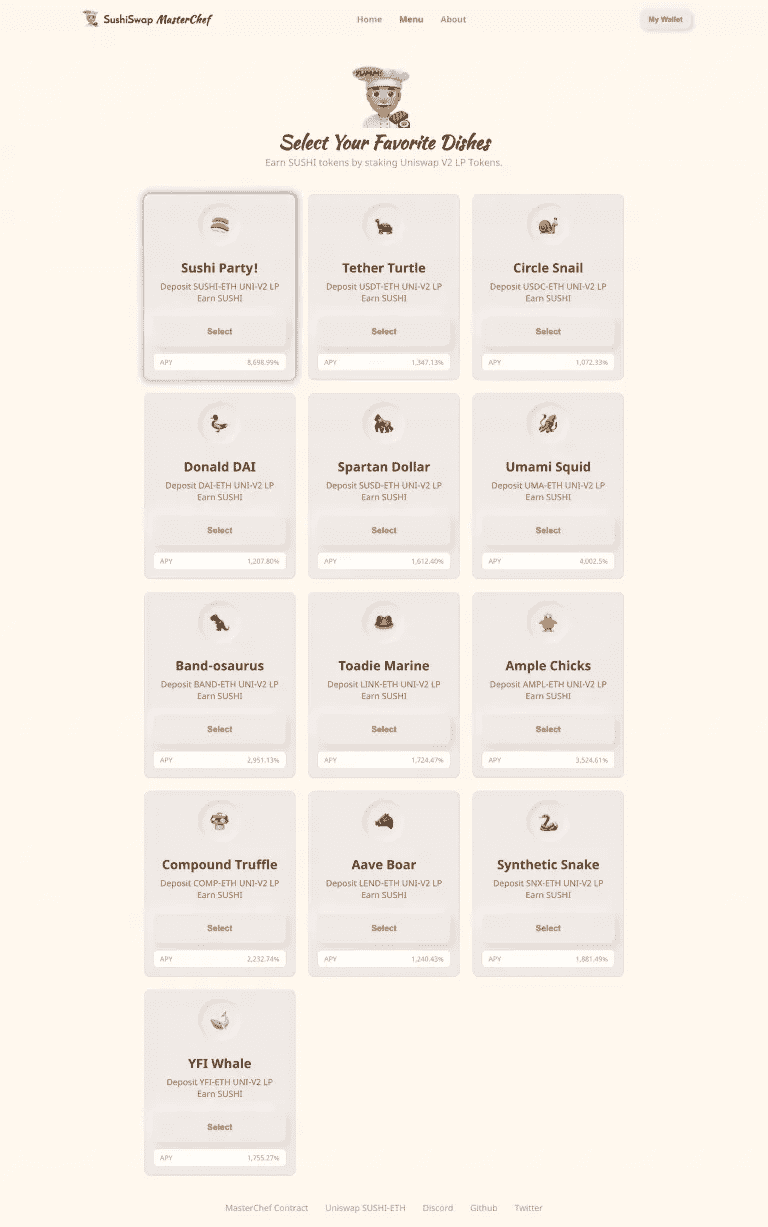 SushiSwap MasterChef
Home Menu About
My Wallet
Select Your Favorite Dishes
Earn SUSHI tokens by staking Uniswap V2 LP Tokens.
Sushi Party!
Deposit SUSHI-ETH UNI-V2 LP
Earn SUSHI
Select
APY 8,698.99%
Tether Turtle
Deposit USDT-ETH UNI-V2 LP
Earn SUSHI
Select
APY 1,347.13%
Circle Snail
Deposit USDC-ETH UNI-V2 LP
Earn SUSHI
Select
APY 1,072.33%
Donald DAI
Deposit DAI-ETH UNI-V2 LP
Earn SUSHI
Select
APY 1,207.80%
Spartan Dollar
Deposit SUSD-ETH UNI-V2 LP
Earn SUSHI
Select
APY 1,612.40%
Umami Squid
Deposit UMA-ETH UNI-V2 LP
Earn SUSHI
Select
APY 4,002.5%
Band-osaurus
Deposit BAND-ETH UNI-V2 LP
Earn SUSHI
Select
APY 2,951.13%
Toadie Marine
Deposit LINK-ETH UNI-V2 LP
Earn SUSHI
Select
APY 1,724.47%
Ample Chicks
Deposit AMPL-ETH UNI-V2 LP
Earn SUSHI
Select
APY 3,524.61%
Compound Truffle
Deposit COMP-ETH UNI-V2 LP
Earn SUSHI
Select
APY 2,232.74%
Aave Boar
Deposit LEND-ETH UNI-V2 LP
Earn SUSHI
Select
APY 1,240.43%
Synthetic Snake
Deposit SNX-ETH UNI-V2 LP
Earn SUSHI
Select
APY 1,881.49%
YFI Whale
Deposit YFI-ETH UNI-V2 LP
Earn SUSHI
Select
APY 1,755.27%
MasterChef Contract Uniswap SUSHI-ETH Discord Github Twitter